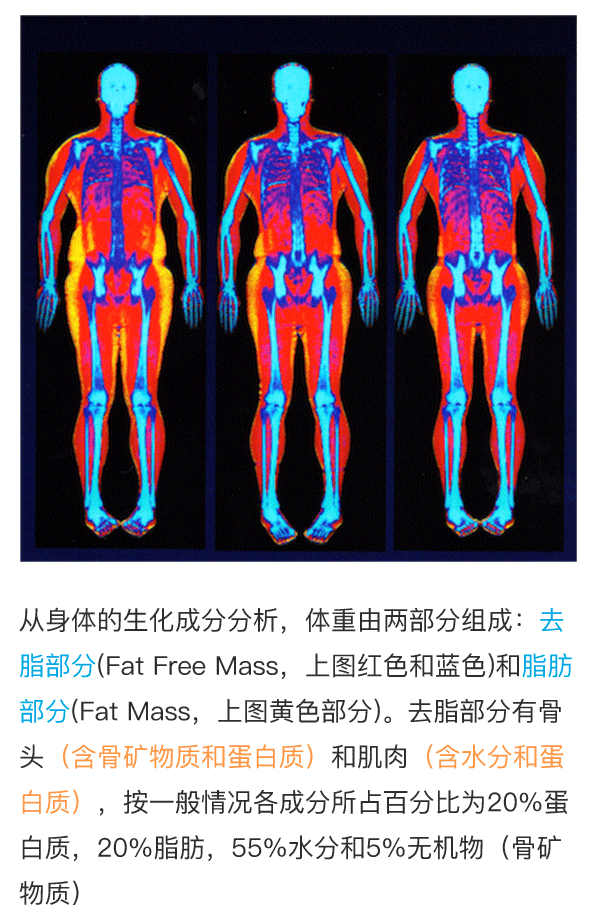 从身体的生化成分分析，体重由两部分组成：去
脂部分(Fat Free Mass，上图红色和蓝色)和脂肪
部分(Fat Mass，上图黄色部分)。去脂部分有骨
头（含骨矿物质和蛋白质）和肌肉（含水分和蛋
白质），按一般情况各成分所占百分比为20%蛋
白质，20%脂肪，55%水分和5%无机物（骨矿
物质）